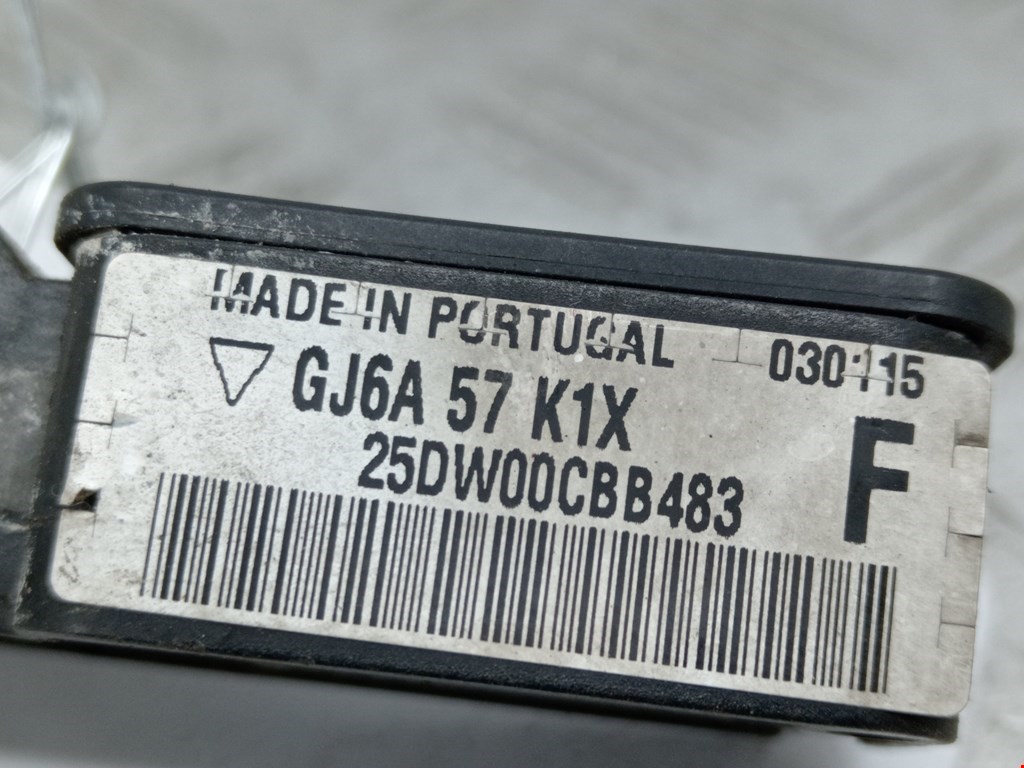 MADE IN PORTUGAL 030115
GJ6A 57 K1X
F
25DW00CBB483